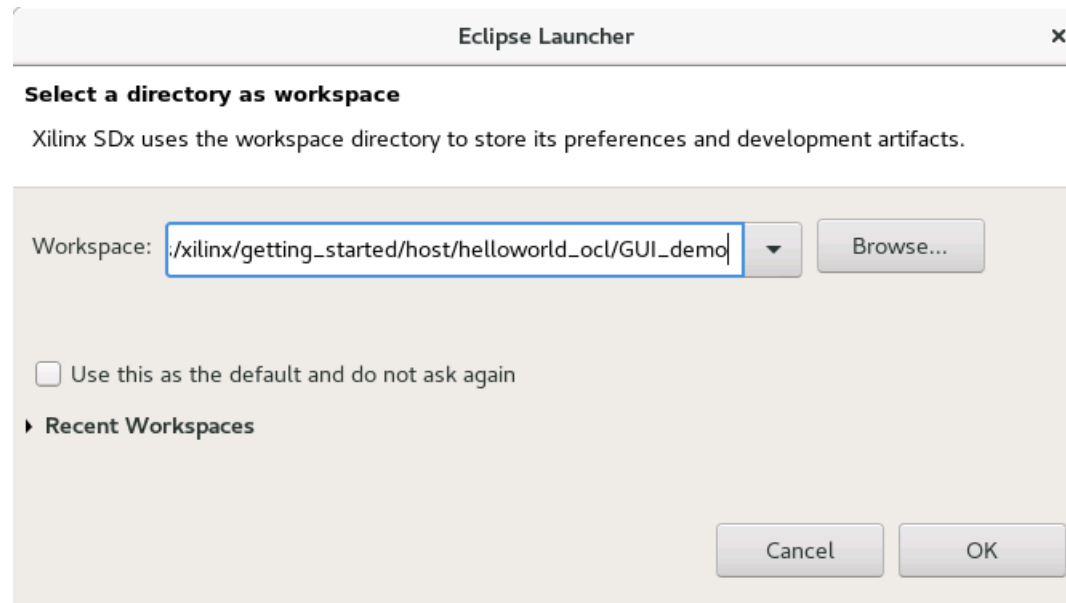 Eclipse Launcher
Select a directory as workspace
Xilinx SDx uses the workspace directory to store its preferences and development artifacts.
Workspace: :/xilinx/getting_started/host/helloworld_ocl/GUI_demo Browse...
Use this as the default and do not ask again
Recent Workspaces
Cancel OK